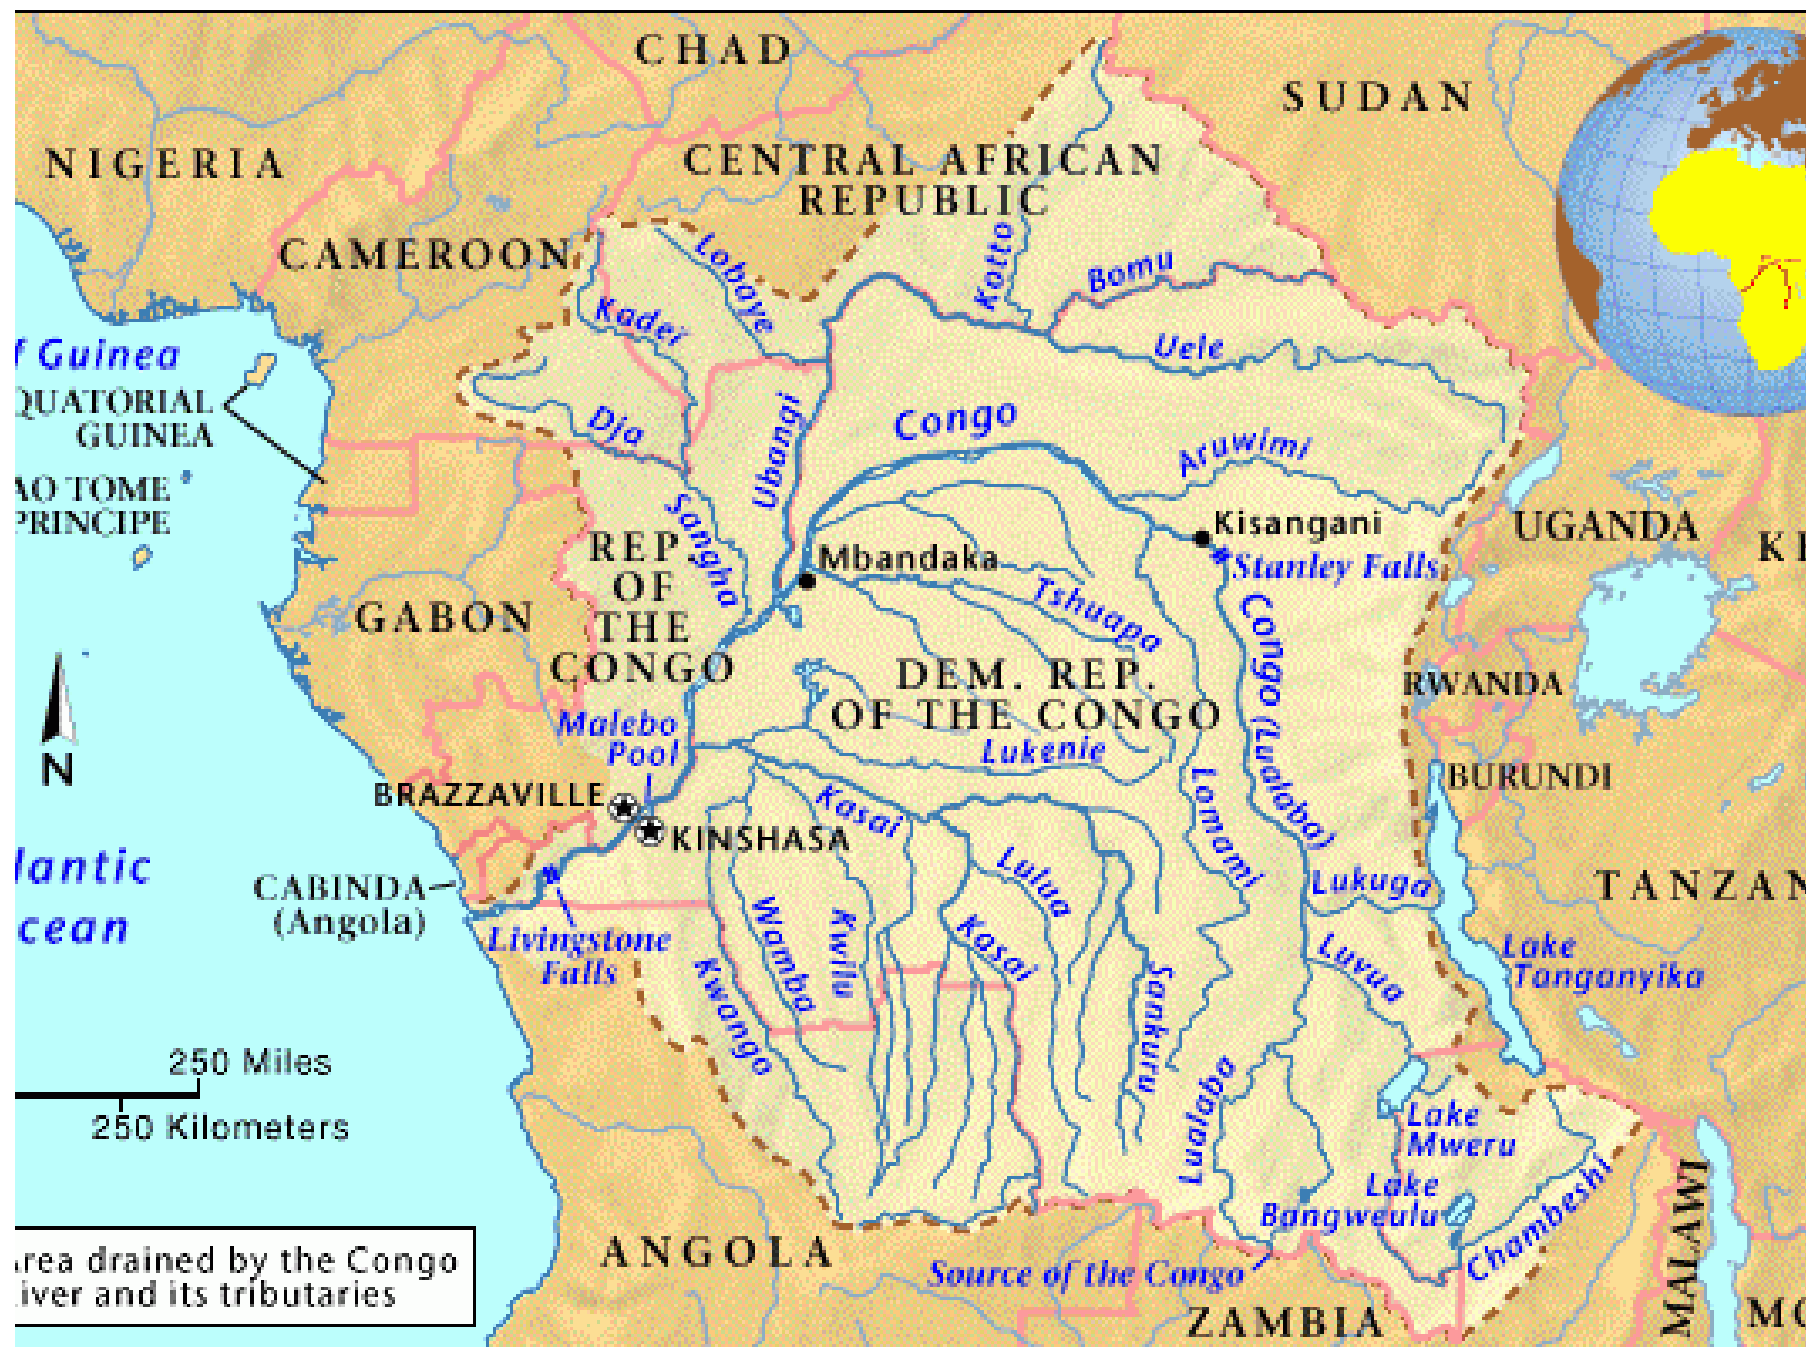 CHAD
SUDAN
NIGERIA
CENTRAL AFRICAN
REPUBLIC
CAMEROON
Lobaye
Kotto
Bomu
Kadeï
Uele
f Guinea
QUATORIAL
GUINEA
Dja
Ubangi
Congo
Aruwimi
AO TOME
PRINCIPE
Sangha
Kisangani
UGANDA
KE
REP.
OF
THE
CONGO
Mbandaka
Stanley Falls
Tshuapa
GABON
Congo (Lualaba)
DEM. REP.
OF THE CONGO
RWANDA
Malebo
Pool
Lukenie
N
BURUNDI
BRAZZAVILLE
KINSHASA
Kasai
Lomami
lantic
cean
CABINDA
(Angola)
Lulua
Lukuga
TANZAN
Livingstone
Falls
Kwango
Wamba
Kwilu
Kasai
Sankuru
Luvua
Lake
Tanganyika
250 Miles
250 Kilometers
Lualaba
Lake
Mweru
Lake
Bangweulu
Chambeshi
MALAWI
Area drained by the Congo
iver and its tributaries
ANGOLA
Source of the Congo
ZAMBIA
MO